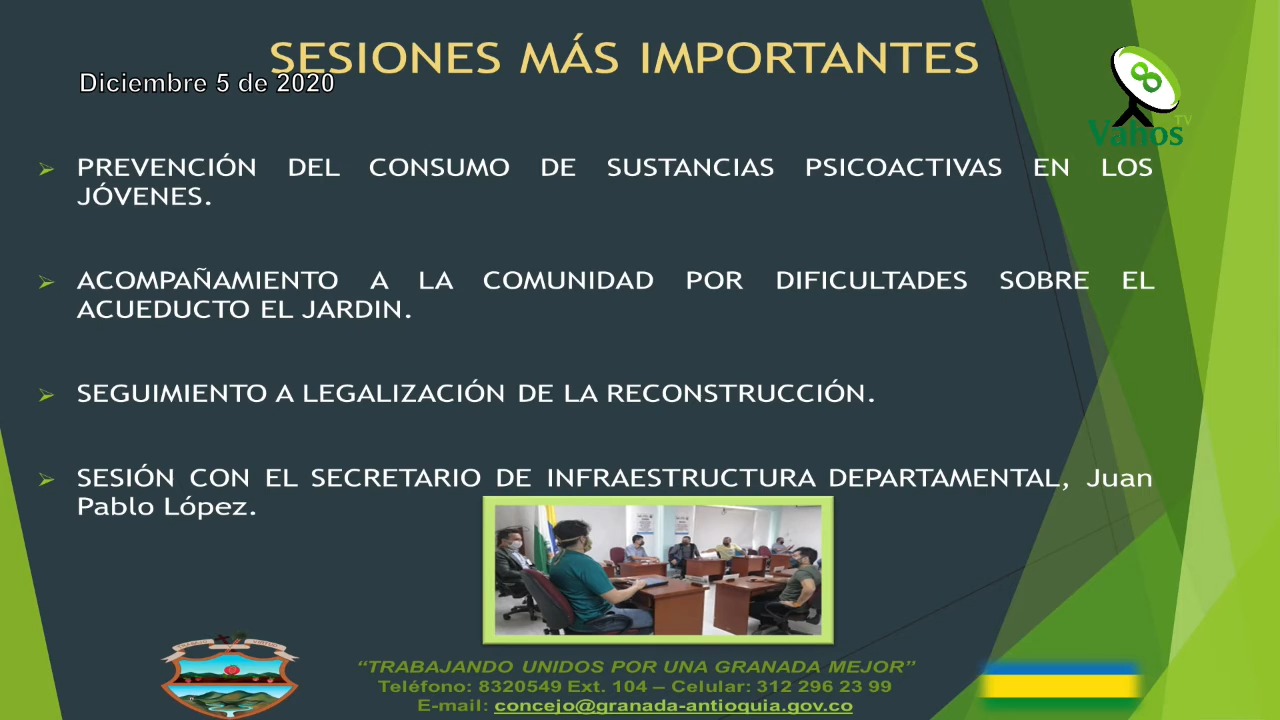 SESIONES MÁS IMPORTANTES
Diciembre 5 de 2020
8
Vahos TV
PREVENCIÓN DEL CONSUMO DE SUSTANCIAS PSICOACTIVAS EN LOS
JÓVENES.
ACOMPAÑAMIENTO A LA COMUNIDAD POR DIFICULTADES SOBRE EL
ACUEDUCTO EL JARDIN.
SEGUIMIENTO A LEGALIZACIÓN DE LA RECONSTRUCCIÓN.
SESIÓN CON EL SECRETARIO DE INFRAESTRUCTURA DEPARTAMENTAL, Juan
Pablo López.
“TRABAJANDO UNIDOS POR UNA GRANADA MEJOR”
Teléfono: 8320549 Ext. 104 – Celular: 312 296 23 99
E-mail: concejo@granada-antioquia.gov.co